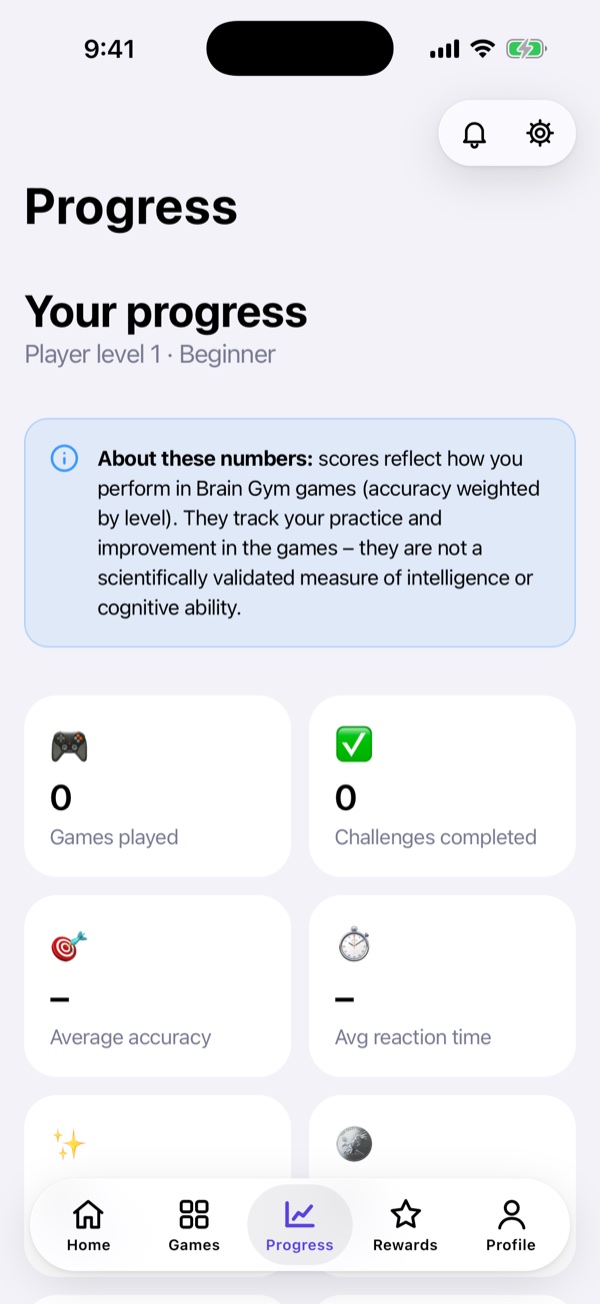 9:41
Progress
Your progress
Player level 1 · Beginner
About these numbers: scores reflect how you
perform in Brain Gym games (accuracy weighted
by level). They track your practice and
improvement in the games – they are not a
scientifically validated measure of intelligence or
cognitive ability.
0
Games played
0
Challenges completed
–
Average accuracy
–
Avg reaction time
Home
Games
Progress
Rewards
Profile